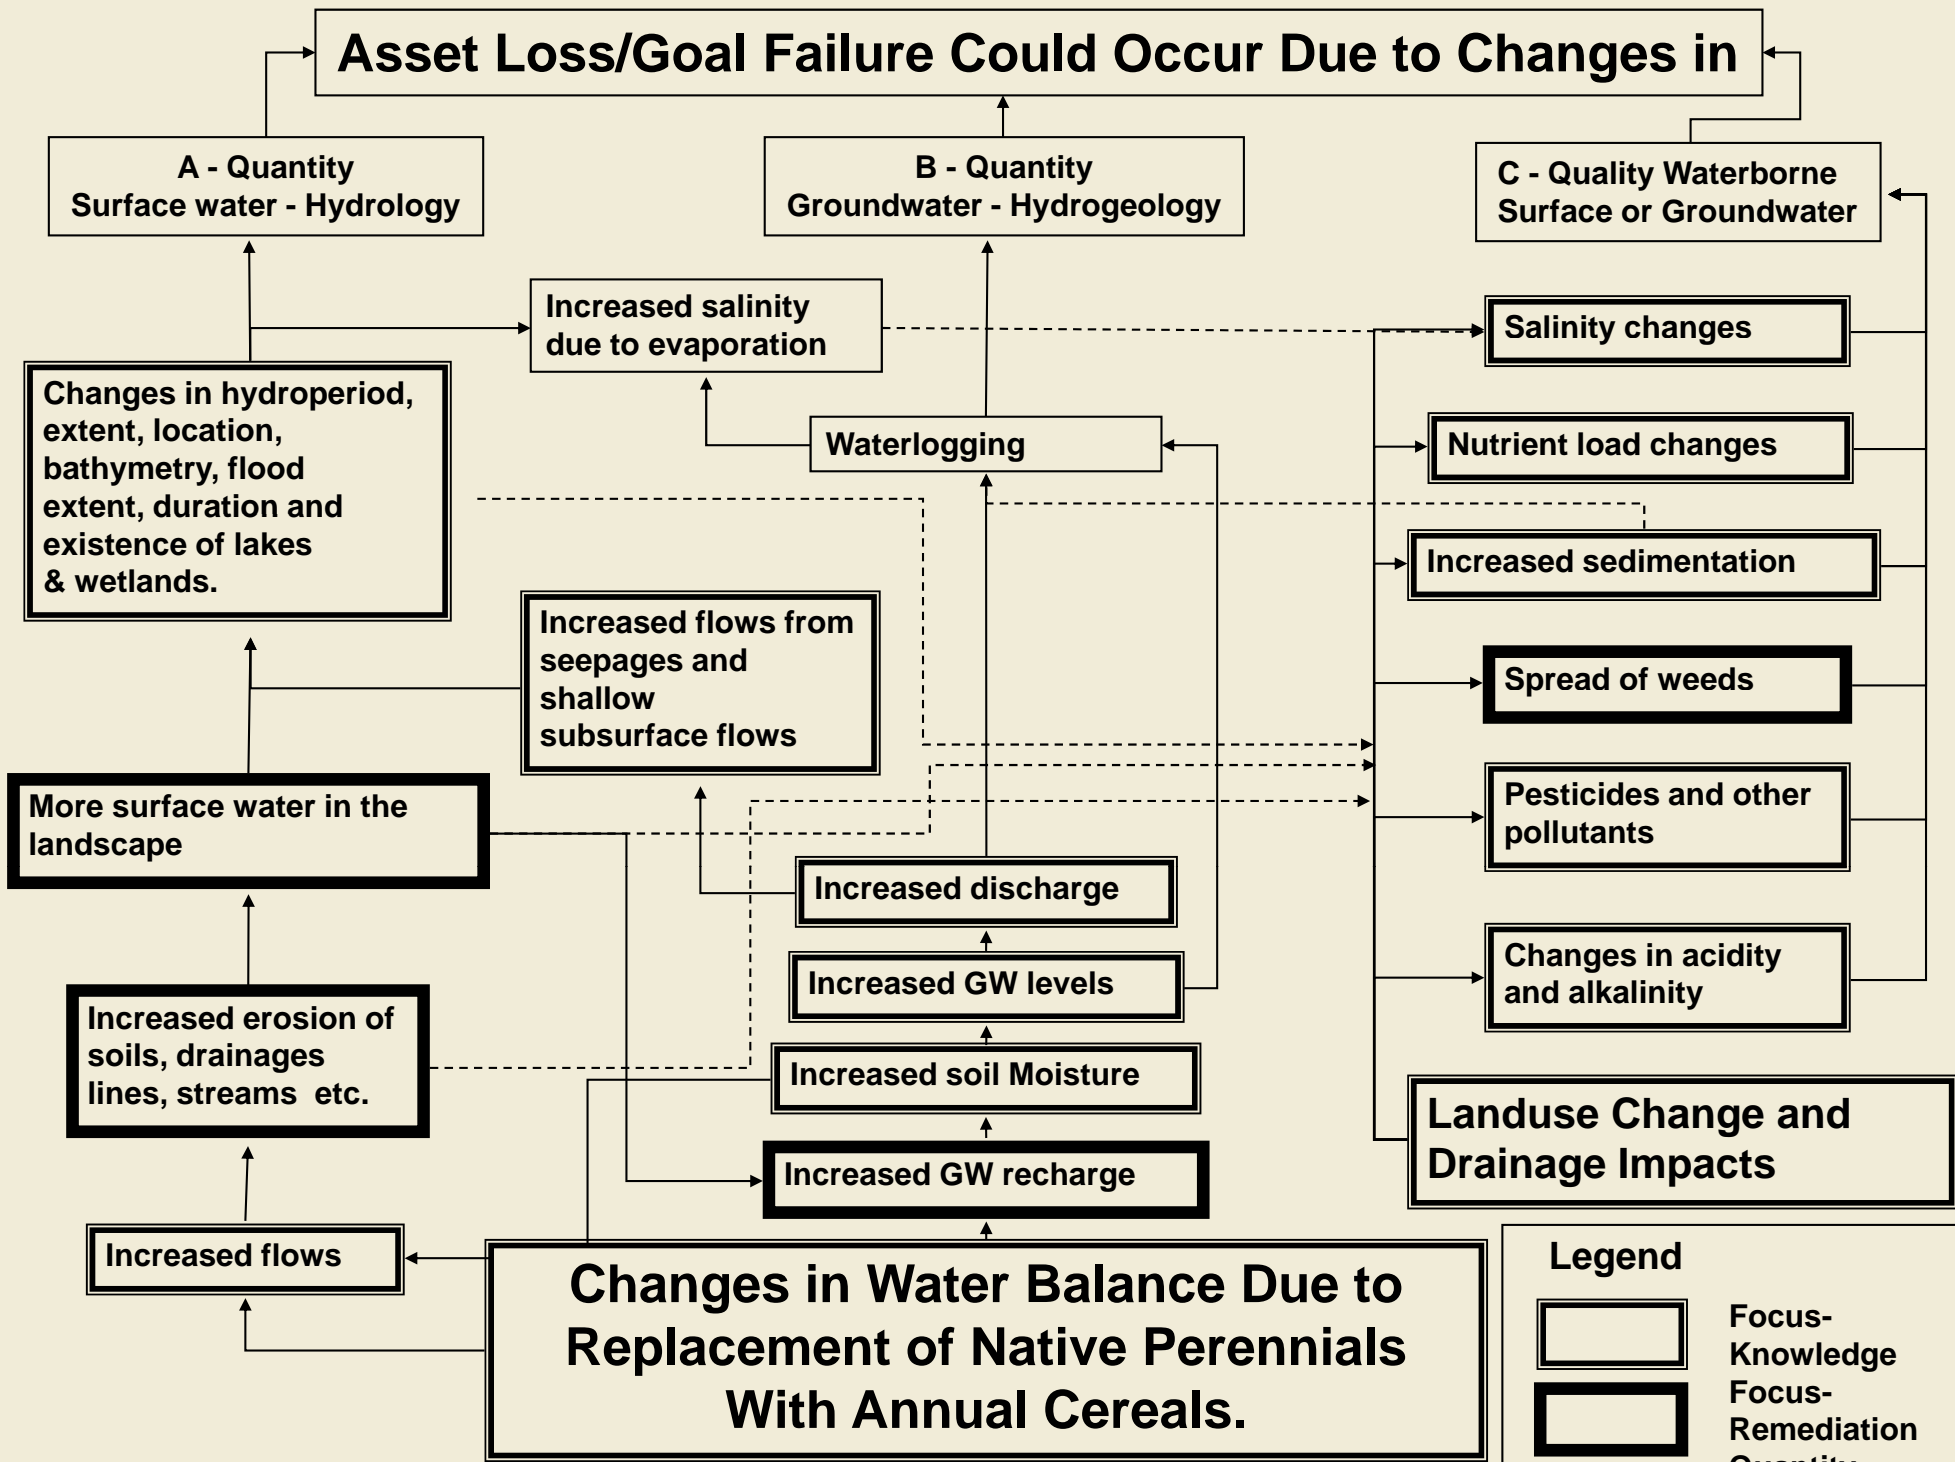 Asset Loss/Goal Failure Could Occur Due to Changes in
A - Quantity
Surface water - Hydrology
B - Quantity
Groundwater - Hydrogeology
C - Quality Waterborne
Surface or Groundwater
Increased salinity
due to evaporation
Salinity changes
Changes in hydroperiod,
extent, location,
bathymetry, flood
extent, duration and
existence of lakes
& wetlands.
Waterlogging
Nutrient load changes
Increased sedimentation
Increased flows from
seepages and
shallow
subsurface flows
Spread of weeds
More surface water in the
landscape
Pesticides and other
pollutants
Increased discharge
Changes in acidity
and alkalinity
Increased GW levels
Increased erosion of
soils, drainages
lines, streams etc.
Increased soil Moisture
Landuse Change and
Drainage Impacts
Increased GW recharge
Increased flows
Changes in Water Balance Due to
Replacement of Native Perennials
With Annual Cereals.
Legend
Focus-
Knowledge
Focus-
Remediation
Quantity